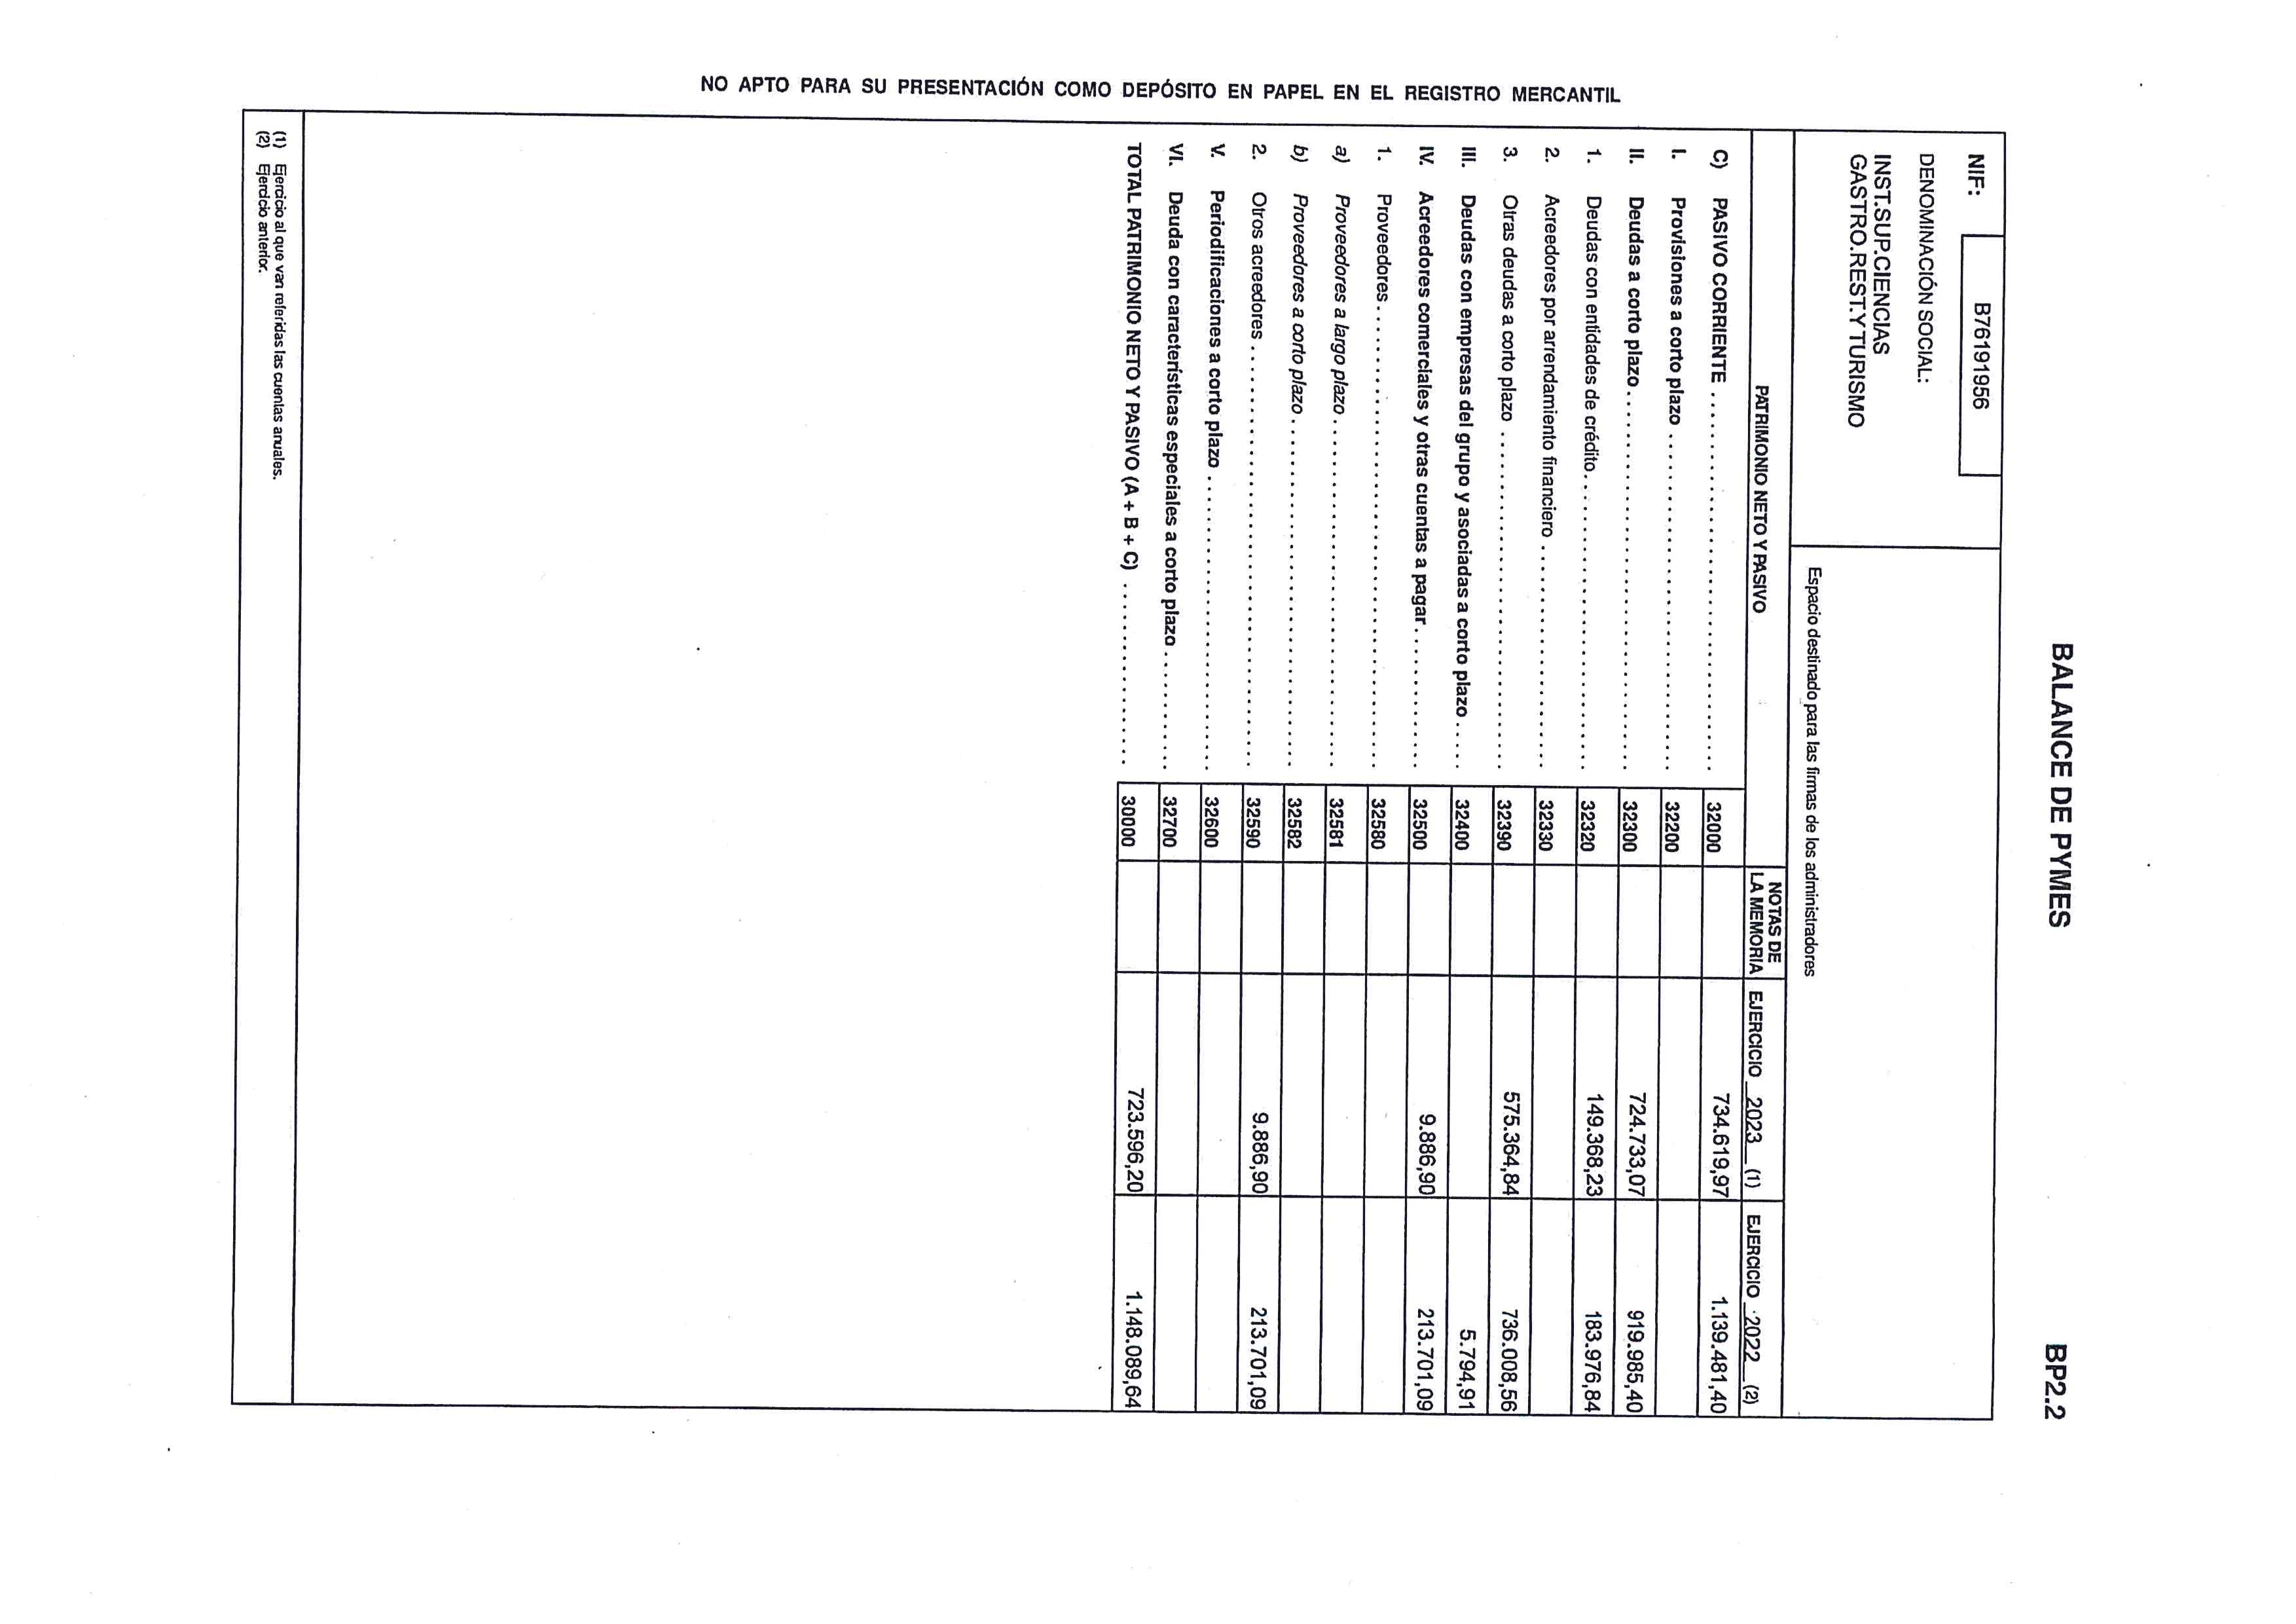 BALANCE DE PYMES
BP2.2
NIF: B76191956
DENOMINACIÓN SOCIAL:
INST.SUP.CIENCIAS
GASTRO.REST.Y TURISMO
Espacio destinado para las firmas de los administradores
PATRIMONIO NETO Y PASIVO NOTAS DE LA MEMORIA EJERCICIO 2023 (1) EJERCICIO 2022 (2)
C) PASIVO CORRIENTE 32000 734.619,97 1.139.481,40
I. Provisiones a corto plazo 32200
II. Deudas a corto plazo 32300 724.733,07 919.985,40
1. Deudas con entidades de crédito 32320 149.368,23 183.976,84
2. Acreedores por arrendamiento financiero 32330
3. Otras deudas a corto plazo 32390 575.364,84 736.008,56
III. Deudas con empresas del grupo y asociadas a corto plazo 32400 5.794,91
IV. Acreedores comerciales y otras cuentas a pagar 32500 9.886,90 213.701,09
1. Proveedores 32580
a) Proveedores a largo plazo 32581
b) Proveedores a corto plazo 32582
2. Otros acreedores 32590 9.886,90 213.701,09
V. Periodificaciones a corto plazo 32600
VI. Deuda con características especiales a corto plazo 32700
TOTAL PATRIMONIO NETO Y PASIVO (A + B + C) 30000 723.596,20 1.148.089,64
(1) Ejercicio al que van referidas las cuentas anuales.
(2) Ejercicio anterior.
NO APTO PARA SU PRESENTACIÓN COMO DEPÓSITO EN PAPEL EN EL REGISTRO MERCANTIL